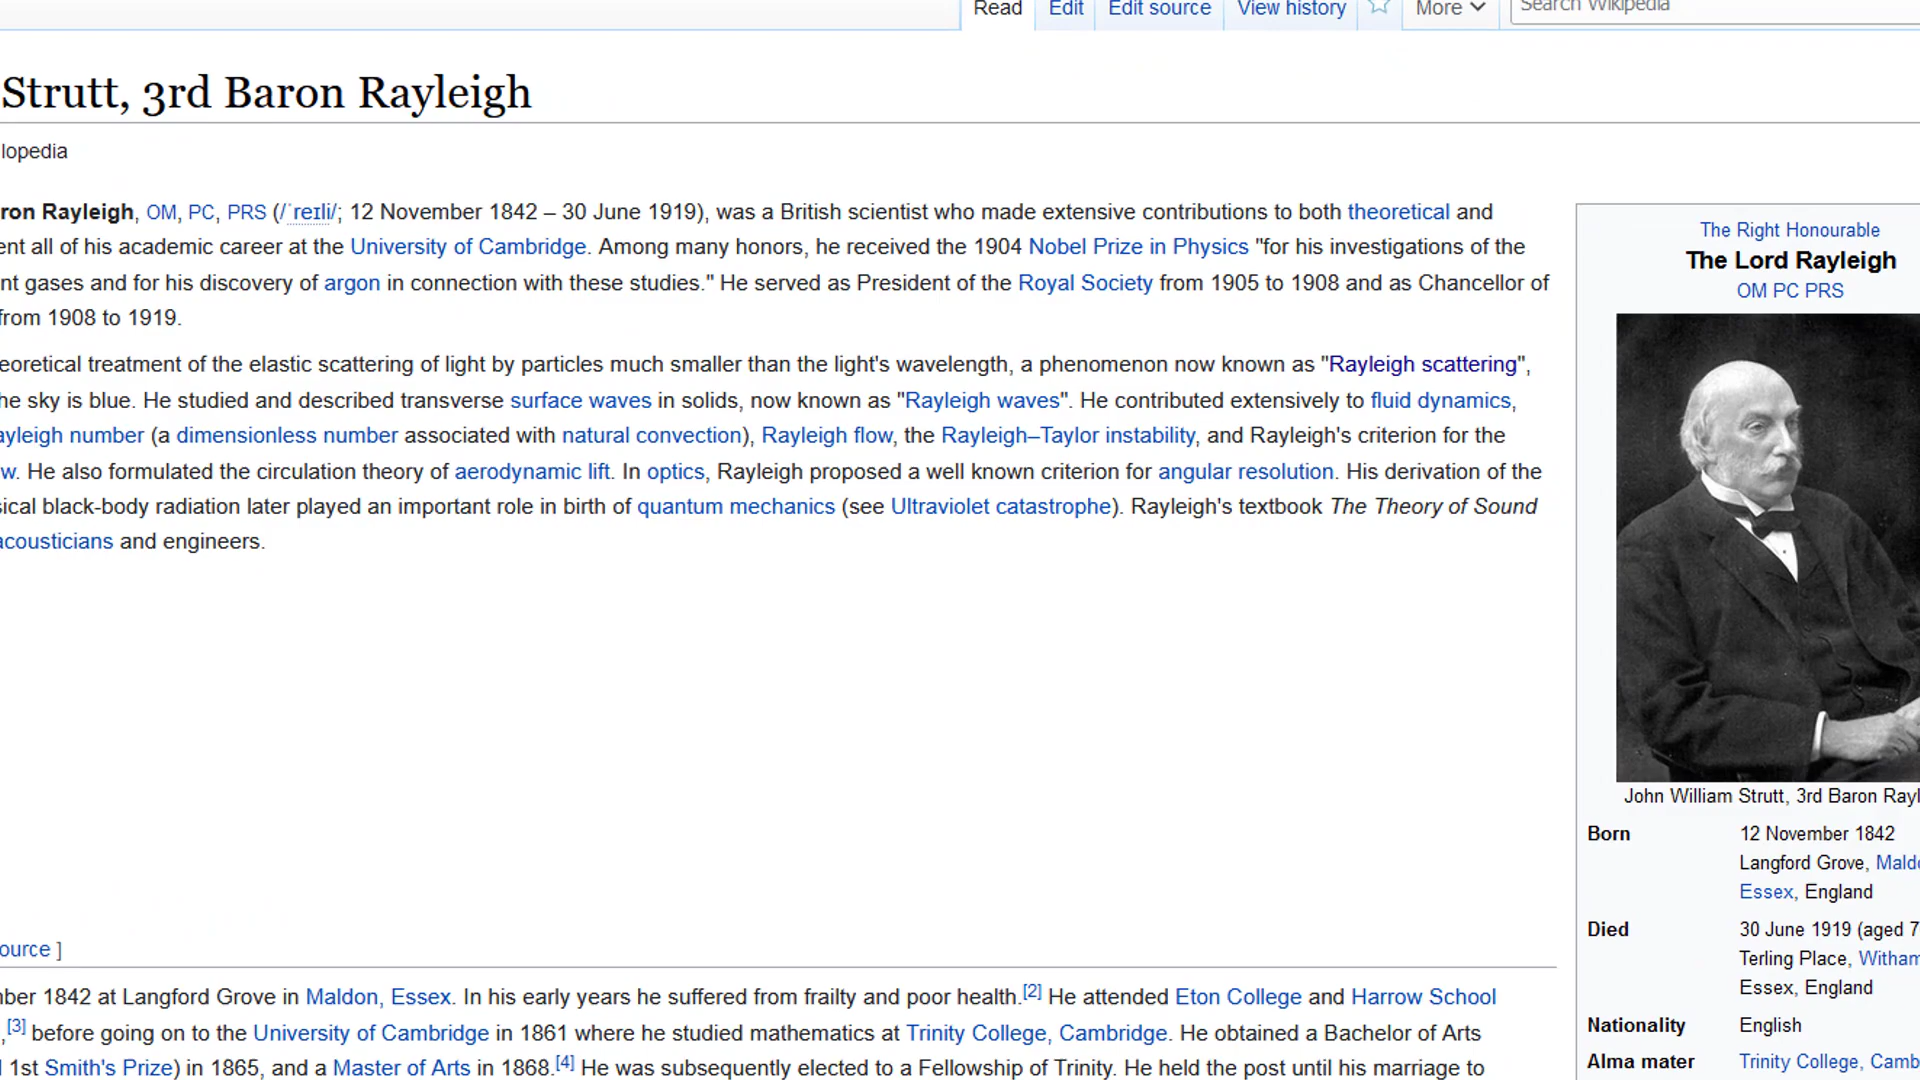 Read Edit Edit source View history More Search Wikipedia
Strutt, 3rd Baron Rayleigh
lopedia
ron Rayleigh, OM, PC, PRS (/ˈreɪli/; 12 November 1842 – 30 June 1919), was a British scientist who made extensive contributions to both theoretical and
ent all of his academic career at the University of Cambridge. Among many honors, he received the 1904 Nobel Prize in Physics "for his investigations of the
nt gases and for his discovery of argon in connection with these studies." He served as President of the Royal Society from 1905 to 1908 and as Chancellor of
from 1908 to 1919.
eoretical treatment of the elastic scattering of light by particles much smaller than the light's wavelength, a phenomenon now known as "Rayleigh scattering",
he sky is blue. He studied and described transverse surface waves in solids, now known as "Rayleigh waves". He contributed extensively to fluid dynamics,
ayleigh number (a dimensionless number associated with natural convection), Rayleigh flow, the Rayleigh–Taylor instability, and Rayleigh's criterion for the
w. He also formulated the circulation theory of aerodynamic lift. In optics, Rayleigh proposed a well known criterion for angular resolution. His derivation of the
sical black-body radiation later played an important role in birth of quantum mechanics (see Ultraviolet catastrophe). Rayleigh's textbook The Theory of Sound
acousticians and engineers.
The Right Honourable
The Lord Rayleigh
OM PC PRS
John William Strutt, 3rd Baron Rayl
Born 12 November 1842
Langford Grove, Maldo
Essex, England
Died 30 June 1919 (aged 7
Terling Place, Witham
Essex, England
Nationality English
Alma mater Trinity College, Camb
ource ]
ber 1842 at Langford Grove in Maldon, Essex. In his early years he suffered from frailty and poor health.[2] He attended Eton College and Harrow School
,[3] before going on to the University of Cambridge in 1861 where he studied mathematics at Trinity College, Cambridge. He obtained a Bachelor of Arts
1st Smith's Prize) in 1865, and a Master of Arts in 1868.[4] He was subsequently elected to a Fellowship of Trinity. He held the post until his marriage to